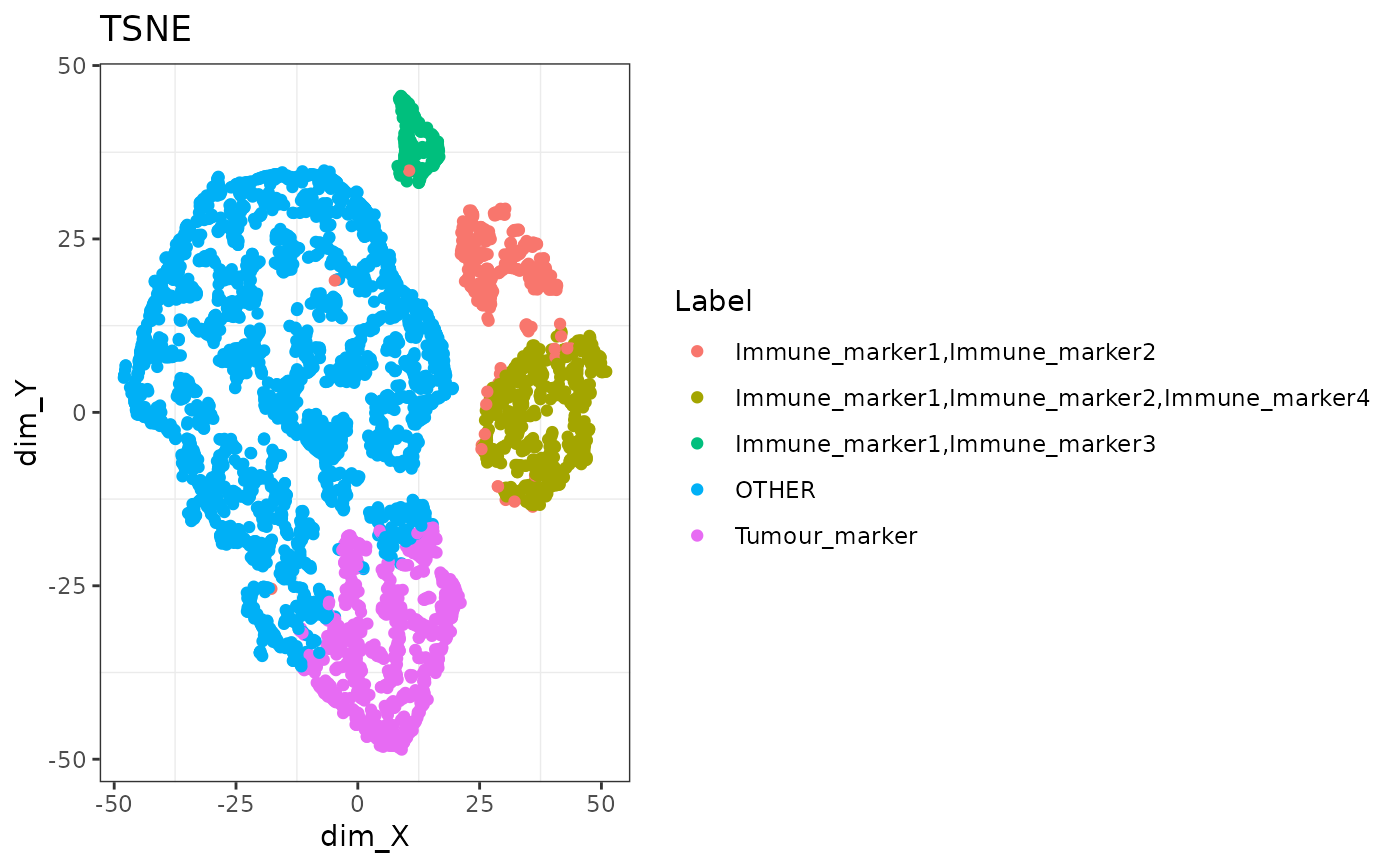 TSNE
50
25
0
-25
-50
dim_Y
-50 -25 0 25 50
dim_X
Label
Immune_marker1,Immune_marker2
Immune_marker1,Immune_marker2,Immune_marker4
Immune_marker1,Immune_marker3
OTHER
Tumour_marker